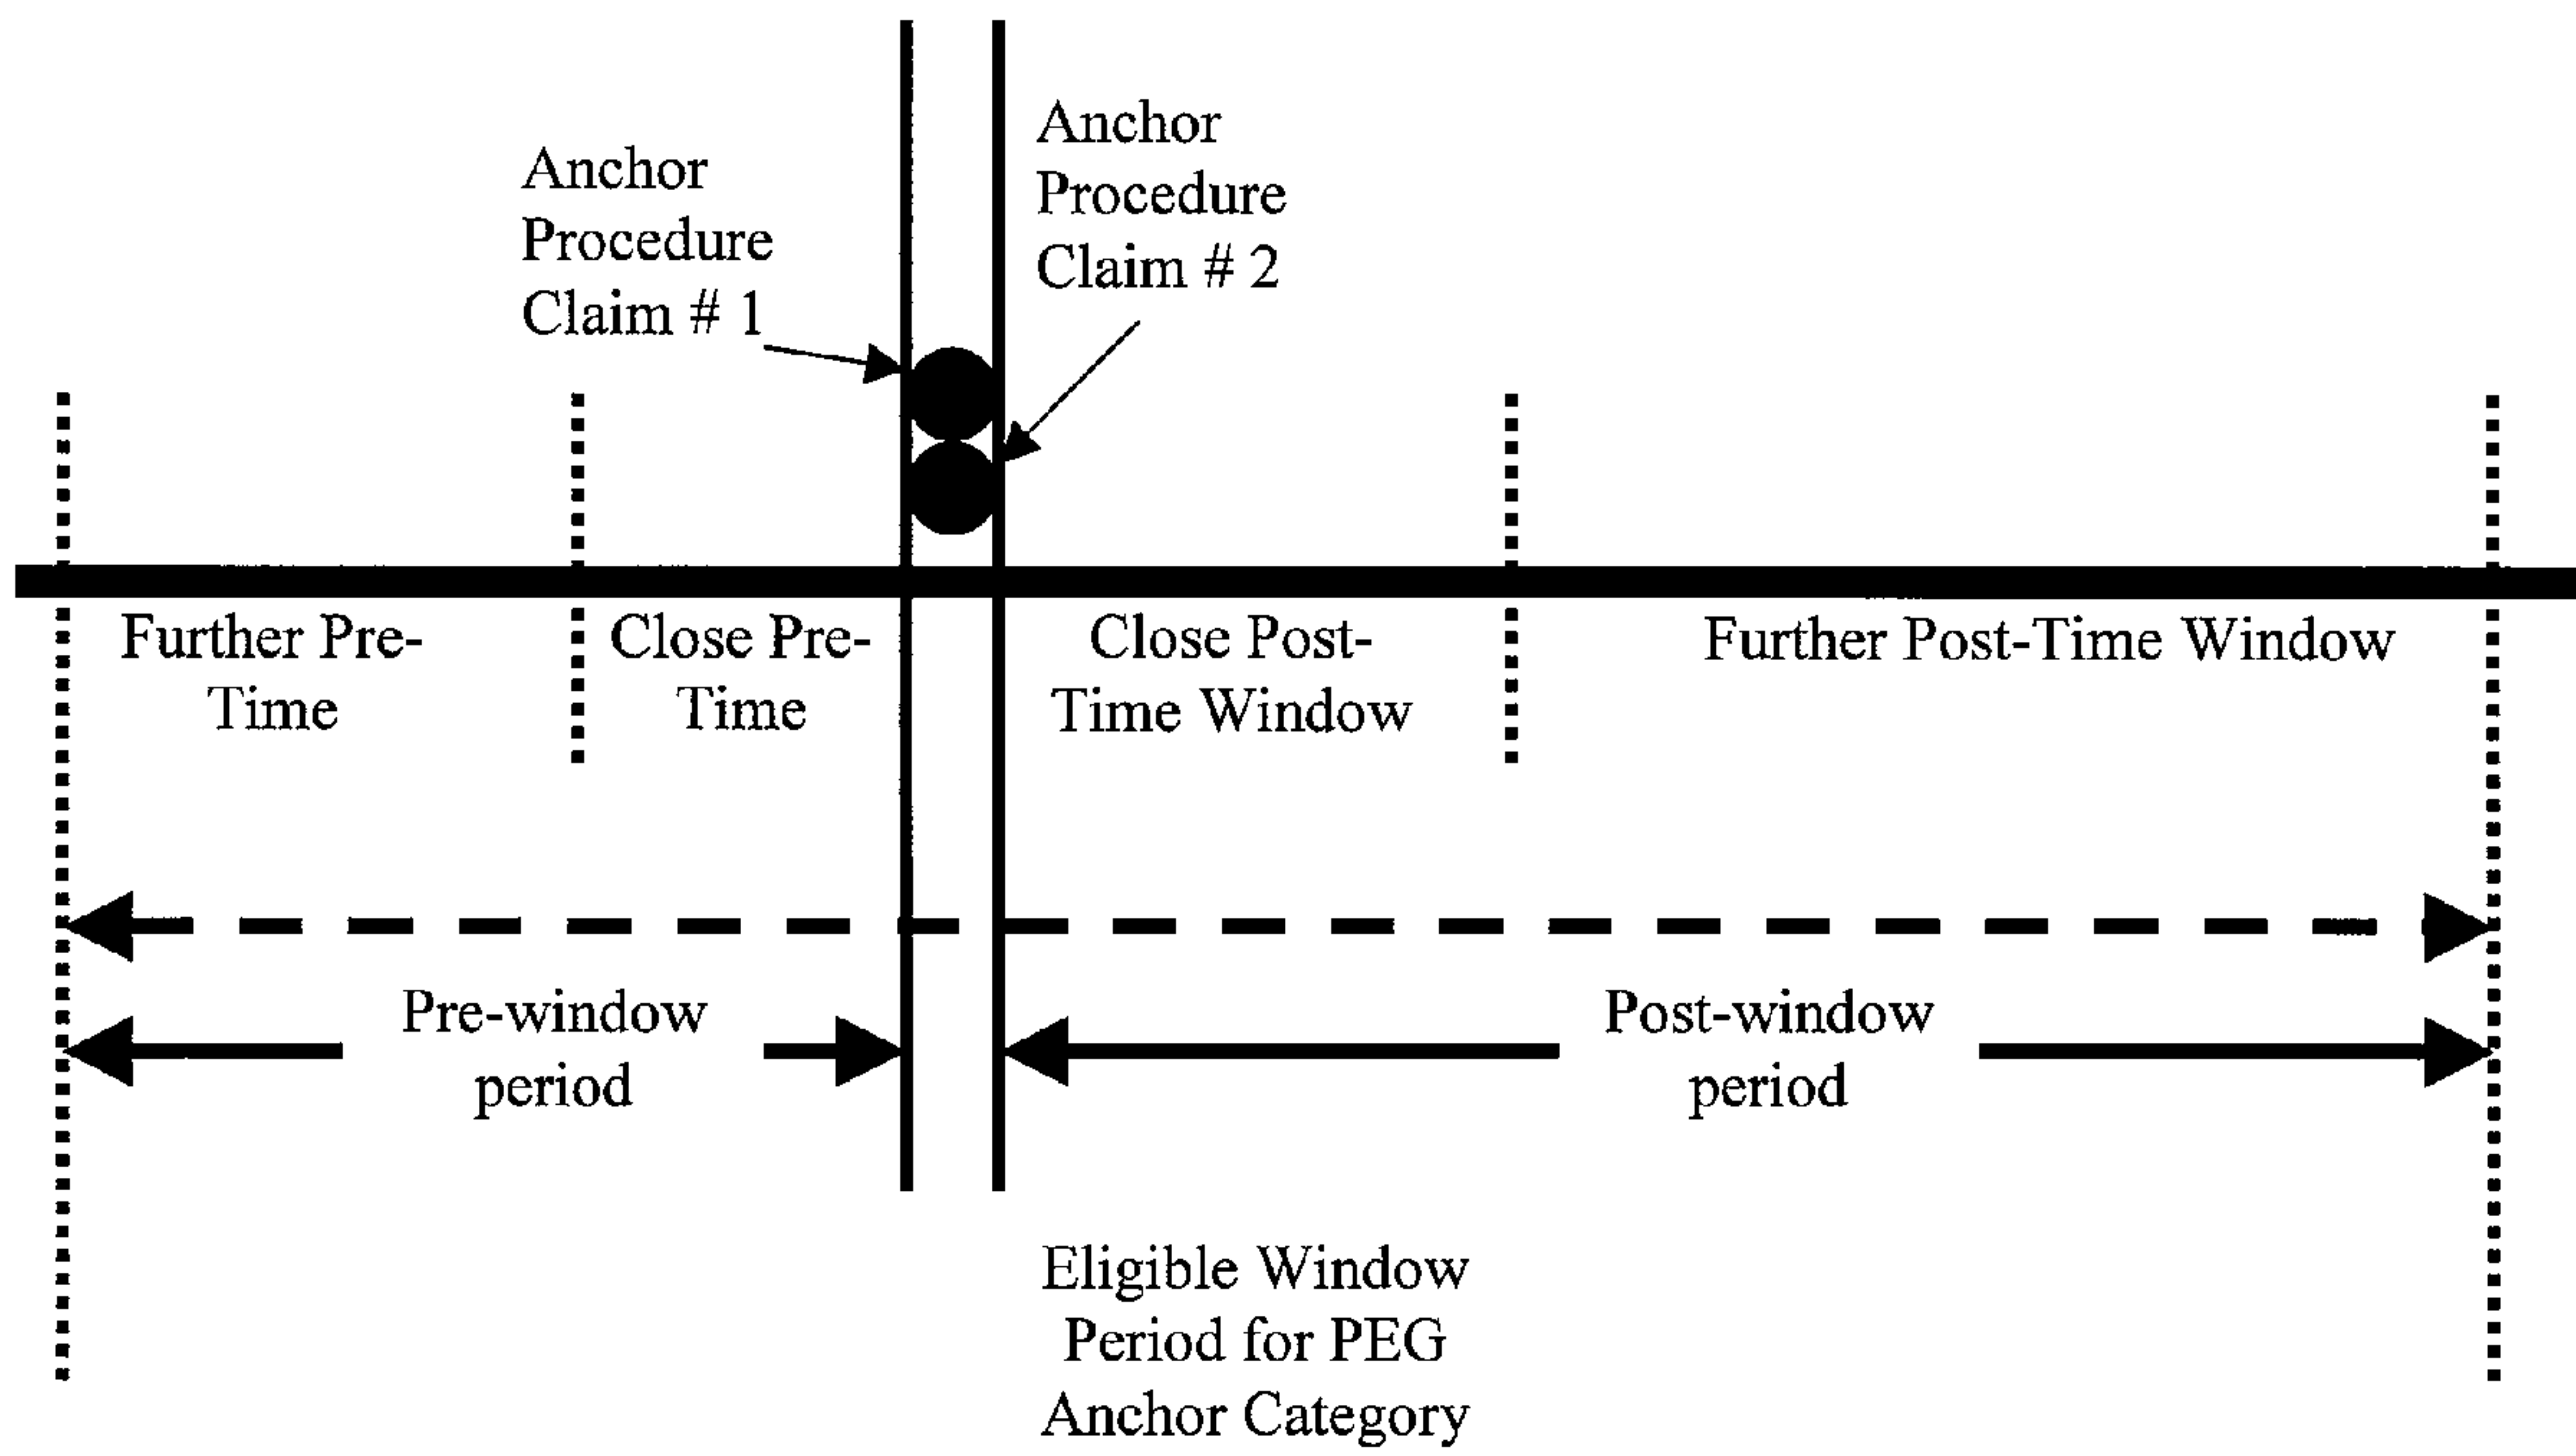 Anchor
Procedure
Claim # 1
Anchor
Procedure
Claim # 2
Further Pre-
Time
Close Pre-
Time
Close Post-
Time Window
Further Post-Time Window
Pre-window
period
Post-window
period
Eligible Window
Period for PEG
Anchor Category